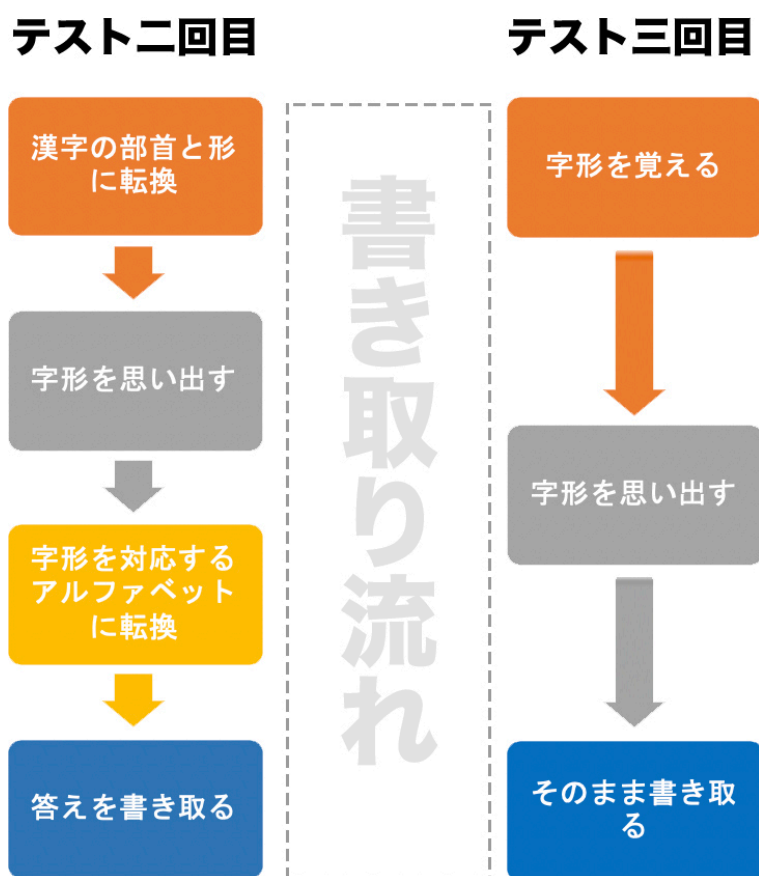 テスト二回目
漢字の部首と形
に転換
字形を思い出す
字形を対応する
アルファベット
に転換
答えを書き取る
書き取り流れ
テスト三回目
字形を覚える
字形を思い出す
そのまま書き取
る